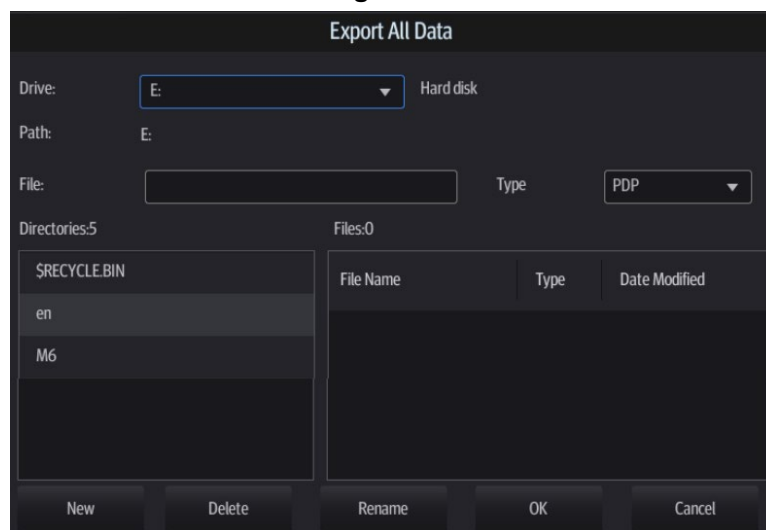 Export All Data
Drive: E: Hard disk
Path: E:
File: Type PDP
Directories:5 Files:0
$RECYCLE.BIN
File Name Type Date Modified
en
M6
New Delete Rename OK Cancel